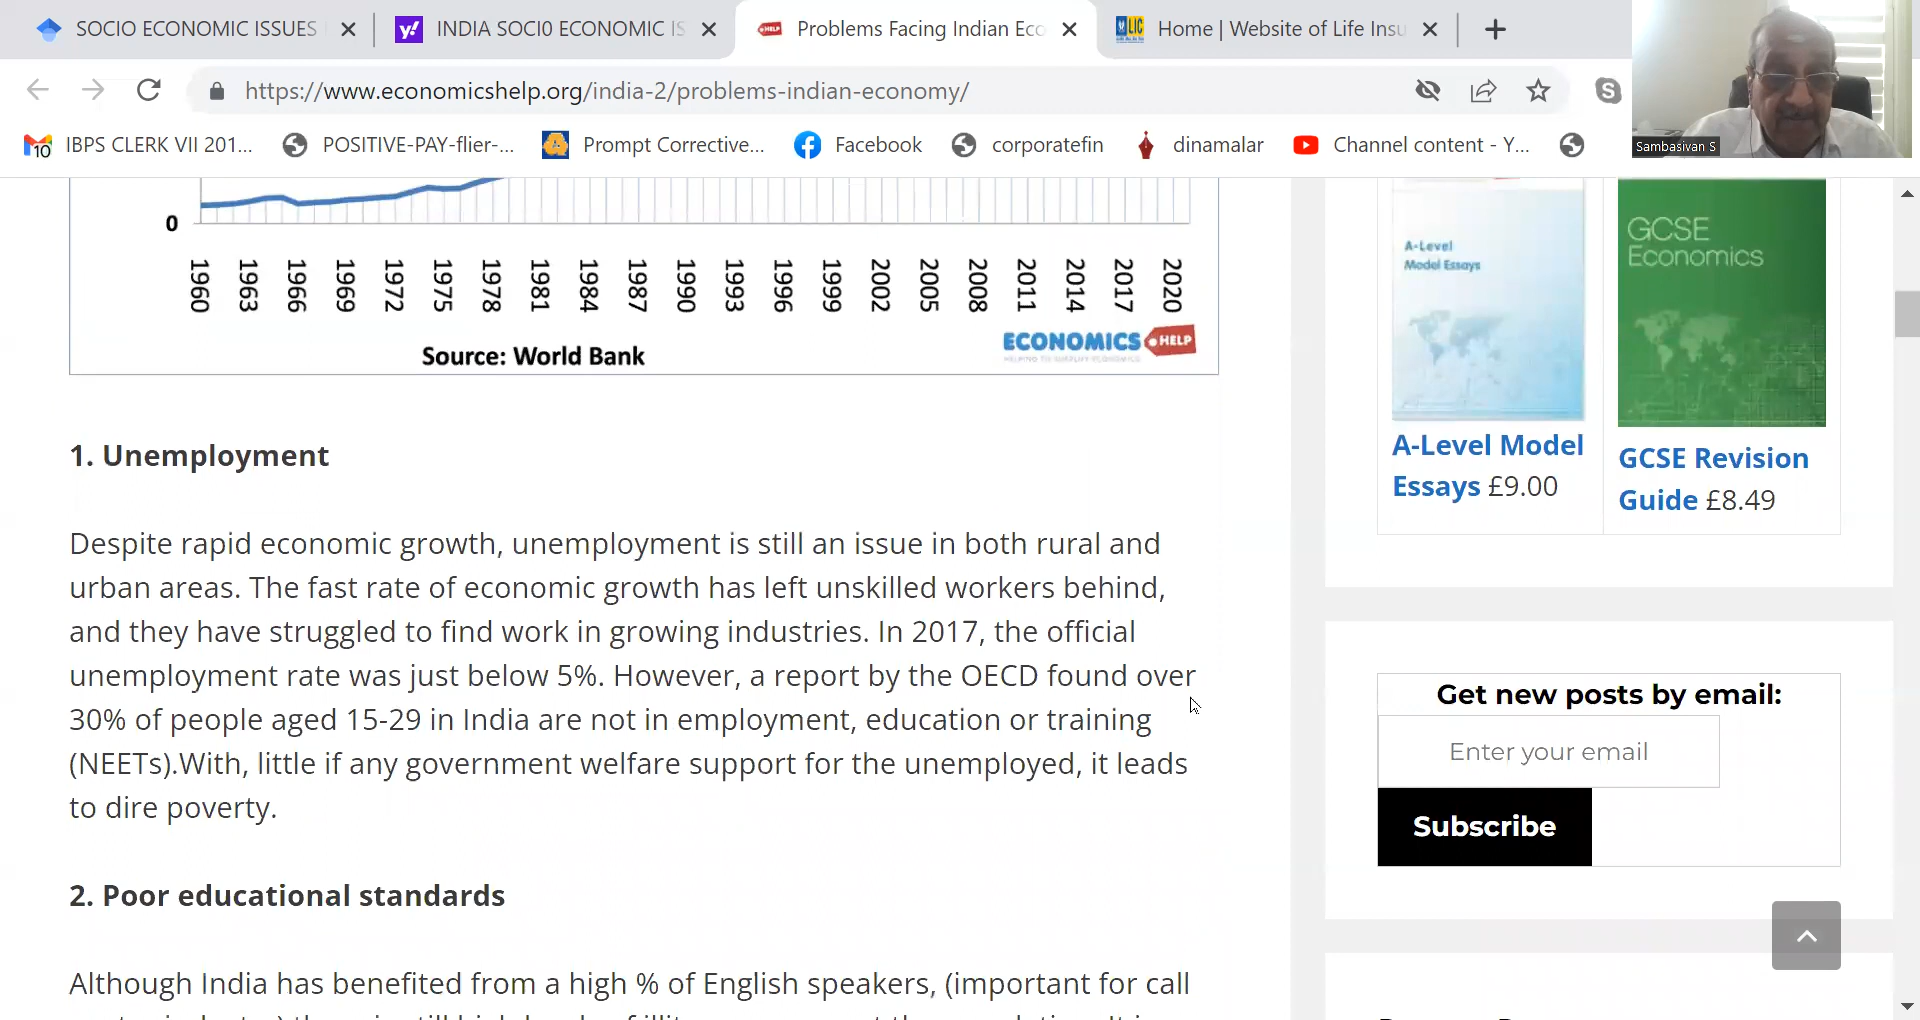 SOCIO ECONOMIC ISSUES
INDIA SOCI0 ECONOMIC IS
Problems Facing Indian Eco
LIC
Home | Website of Life Insu
https://www.economicshelp.org/india-2/problems-indian-economy/
IBPS CLERK VII 201...
POSITIVE-PAY-flier-...
Prompt Corrective...
Facebook
corporatefin
dinamalar
Channel content - Y...
Sambasivan S
0
1960 1963 1966 1969 1972 1975 1978 1981 1984 1987 1990 1993 1996 1999 2002 2005 2008 2011 2014 2017 2020
Source: World Bank
ECONOMICS HELP
HELPING TO SIMPLIFY ECONOMICS
1. Unemployment
Despite rapid economic growth, unemployment is still an issue in both rural and
urban areas. The fast rate of economic growth has left unskilled workers behind,
and they have struggled to find work in growing industries. In 2017, the official
unemployment rate was just below 5%. However, a report by the OECD found over
30% of people aged 15-29 in India are not in employment, education or training
(NEETs).With, little if any government welfare support for the unemployed, it leads
to dire poverty.
2. Poor educational standards
Although India has benefited from a high % of English speakers, (important for call
A-Level
Model Essays
A-Level Model
Essays £9.00
GCSE
Economics
GCSE Revision
Guide £8.49
Get new posts by email:
Enter your email
Subscribe